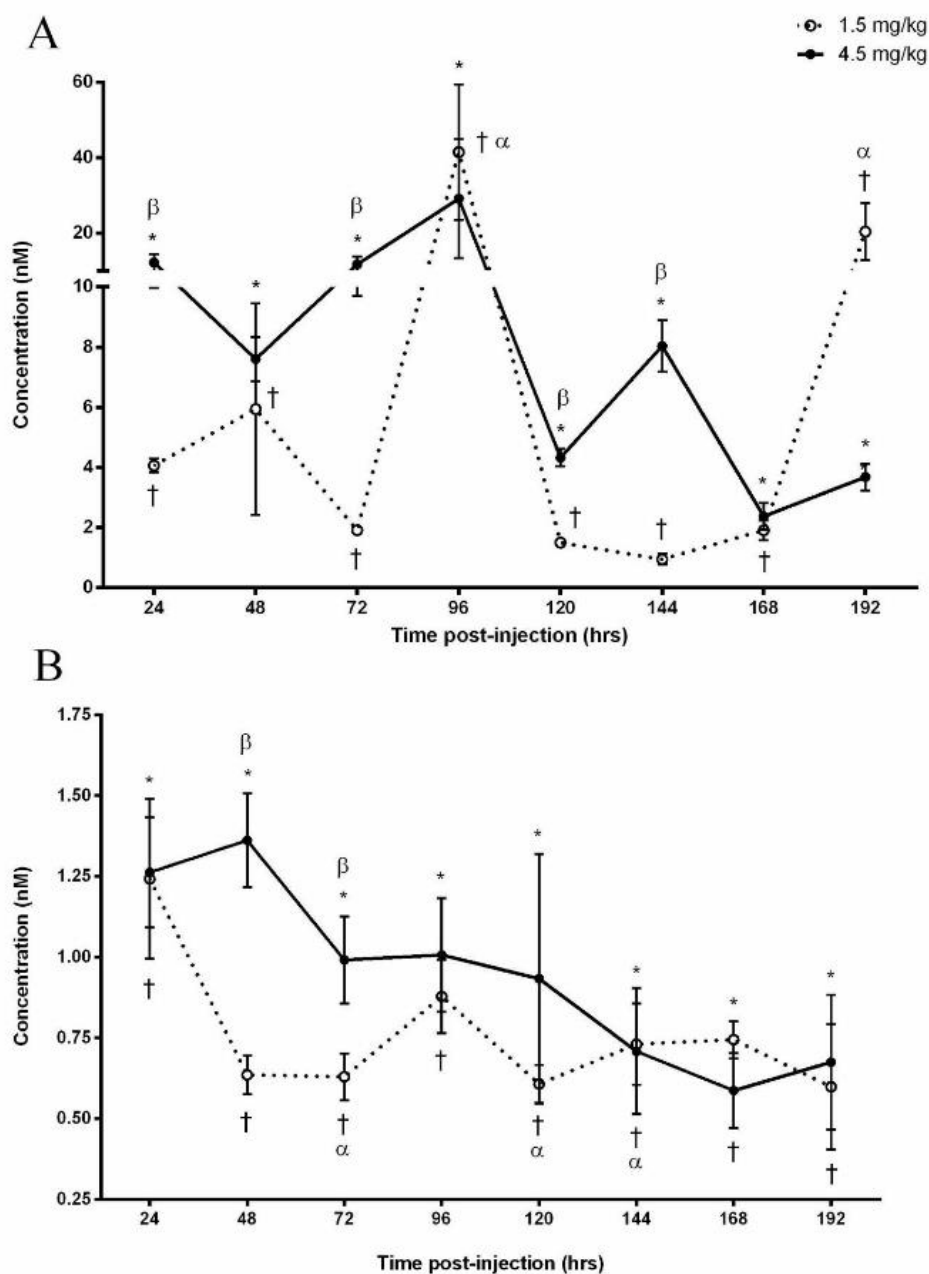 A
1.5 mg/kg
4.5 mg/kg
60
40
20
10
8
6
4
2
0
Concentration (nM)
β
*
†
*
†
β
*
†
*
† α
β
*
†
β
*
†
*
†
α
†
*
24 48 72 96 120 144 168 192
Time post-injection (hrs)
B
1.75
1.50
1.25
1.00
0.75
0.50
0.25
Concentration (nM)
*
†
β
*
†
β
*
†
α
*
†
*
†
α
*
†
α
*
†
*
†
24 48 72 96 120 144 168 192
Time post-injection (hrs)